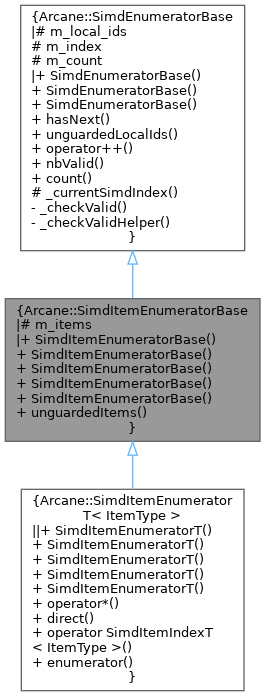 {Arcane::SimdEnumeratorBase
|# m_local_ids
# m_index
# m_count
|+ SimdEnumeratorBase()
+ SimdEnumeratorBase()
+ SimdEnumeratorBase()
+ hasNext()
+ unguardedLocalIds()
+ operator++()
+ nbValid()
+ count()
# _currentSimdIndex()
- _checkValid()
- _checkValidHelper()
}
{Arcane::SimdItemEnumeratorBase
|# m_items
|+ SimdItemEnumeratorBase()
+ SimdItemEnumeratorBase()
+ SimdItemEnumeratorBase()
+ SimdItemEnumeratorBase()
+ SimdItemEnumeratorBase()
+ unguardedItems()
}
{Arcane::SimdItemEnumerator
T< ItemType >
||+ SimdItemEnumeratorT()
+ SimdItemEnumeratorT()
+ SimdItemEnumeratorT()
+ SimdItemEnumeratorT()
+ SimdItemEnumeratorT()
+ operator*()
+ direct()
+ operator SimdItemIndexT
< ItemType >()
+ enumerator()
}